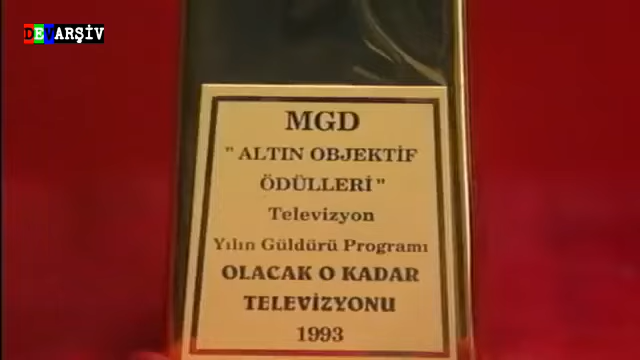 DEVARŞİV
MGD
"ALTIN OBJEKTİF
ÖDÜLLERİ"
Televizyon
Yılın Güldürü Programı
OLACAK O KADAR
TELEVİZYONU
1993